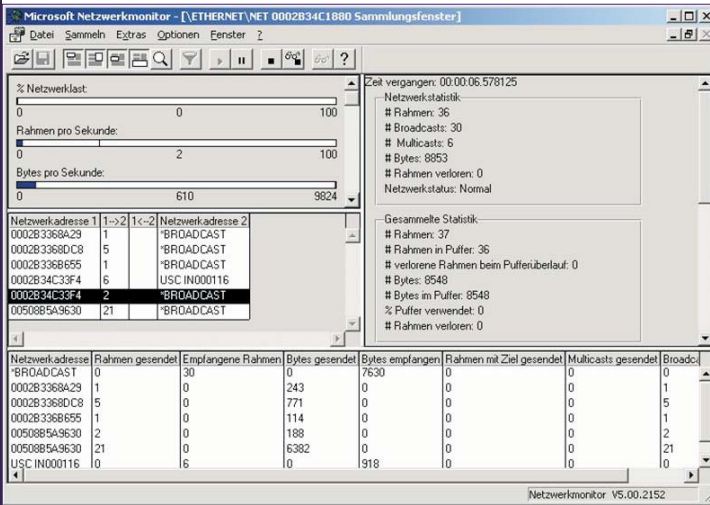 Microsoft Netzwerkmonitor - [\ETHERNET\NET 0002B34C1880 Sammlungsfenster]
Datei Sammeln Extras Optionen Fenster ?
% Netzwerklast:
0 0 100
Rahmen pro Sekunde:
0 2 100
Bytes pro Sekunde:
0 610 9824
Zeit vergangen: 00:00:06.578125
Netzwerkstatistik
# Rahmen: 36
# Broadcasts: 30
# Multicasts: 6
# Bytes: 8853
# Rahmen verloren: 0
Netzwerkstatus: Normal
Gesammelte Statistik
# Rahmen: 37
# Rahmen in Puffer: 36
# verlorene Rahmen beim Pufferüberlauf: 0
# Bytes: 8548
# Bytes im Puffer: 8548
% Puffer verwendet: 0
# Rahmen verloren: 0
Netzwerkadresse 1 1-->2 1<--2 Netzwerkadresse 2
0002B3368A29 1 *BROADCAST
0002B3368DC8 5 *BROADCAST
0002B336B655 1 *BROADCAST
0002B34C33F4 6 USC IN000116
0002B34C33F4 2 *BROADCAST
00508B5A9630 21 *BROADCAST
Netzwerkadresse Rahmen gesendet Empfangene Rahmen Bytes gesendet Bytes empfangen Rahmen mit Ziel gesendet Multicasts gesendet Broadca
*BROADCAST 0 30 0 7630 0 0 0
0002B3368A29 1 0 243 0 0 0 1
0002B3368DC8 5 0 771 0 0 0 5
0002B336B655 1 0 114 0 0 0 1
00508B5A9630 2 0 188 0 0 0 2
00508B5A9630 21 0 6382 0 0 0 21
USC IN000116 0 6 0 918 0 0 0
Netzwerkmonitor V5.00.2152